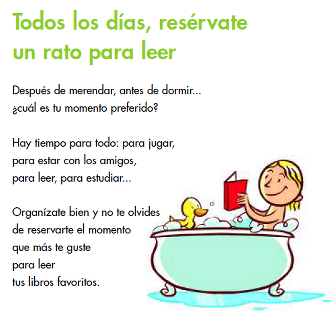 Todos los días, resérvate
un rato para leer
Después de merendar, antes de dormir...
¿cuál es tu momento preferido?
Hay tiempo para todo: para jugar,
para estar con los amigos,
para leer, para estudiar...
Organízate bien y no te olvides
de reservarte el momento
que más te guste
para leer
tus libros favoritos.